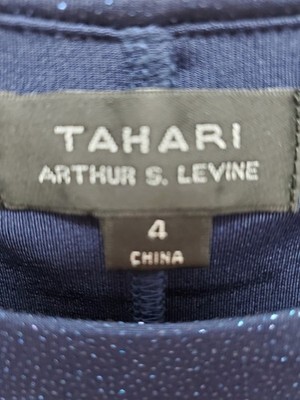 TAHARI
ARTHUR S. LEVINE
4
CHINA